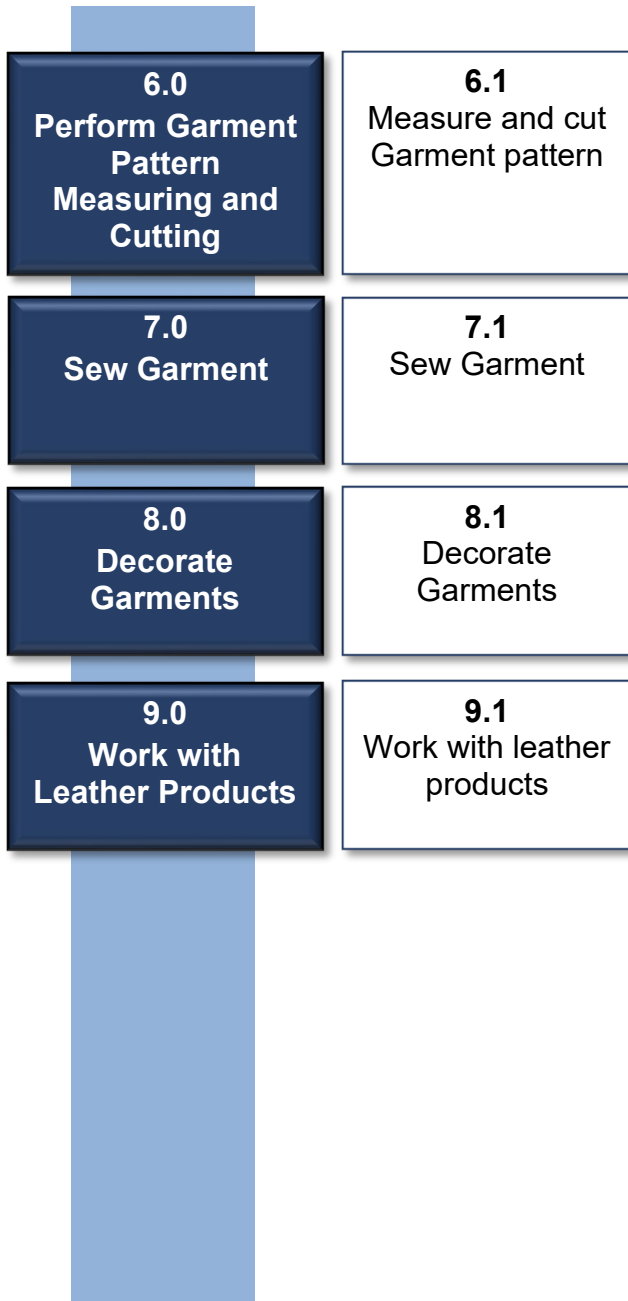 6.0
Perform Garment
Pattern
Measuring and
Cutting
6.1
Measure and cut
Garment pattern
7.0
Sew Garment
7.1
Sew Garment
8.0
Decorate
Garments
8.1
Decorate
Garments
9.0
Work with
Leather Products
9.1
Work with leather
products